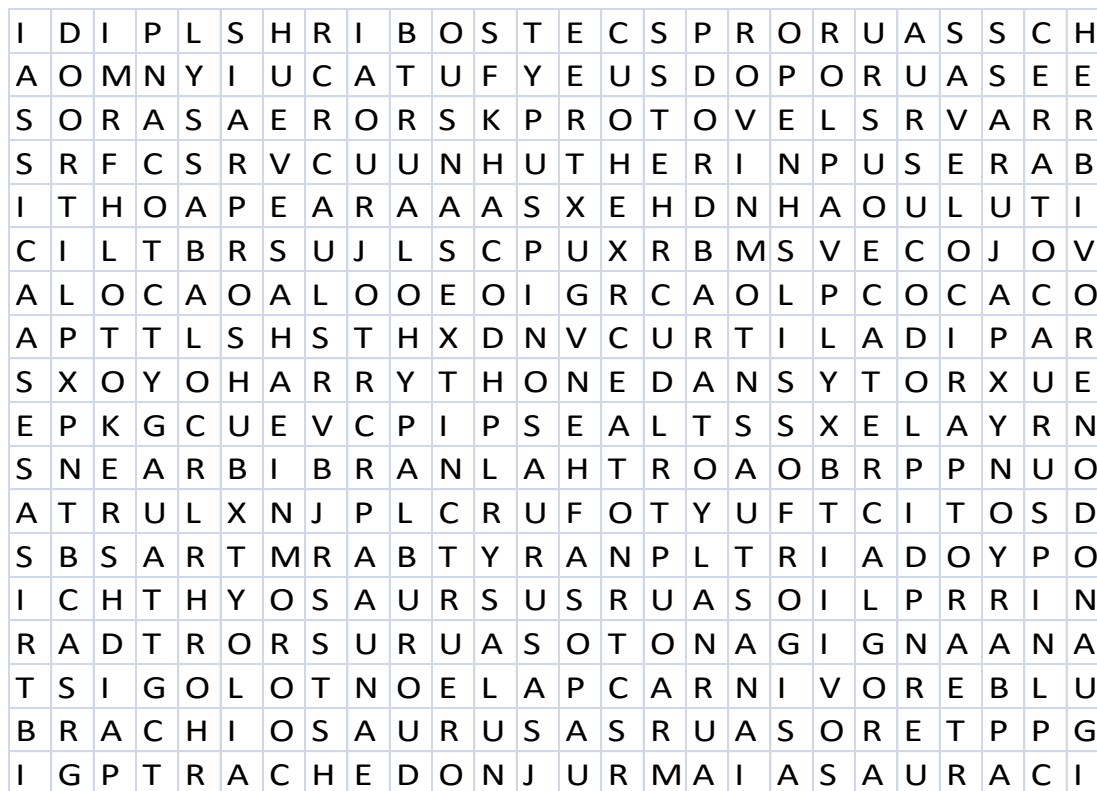 I D I P L S H R I B O S T E C S P R O R U A S S C H
A O M N Y I U C A T U F Y E U S D O P O R U A S E E
S O R A S A E R O R S K P R O T O V E L S R V A R R
S R F C S R V C U U N H U T H E R I N P U S E R A B
I T H O A P E A R A A A S X E H D N H A O U L U T I
C I L T B R S U J L S C P U X R B M S V E C O J O V
A L O C A O A L O O E O I G R C A O L P C O C A C O
A P T T L S H S T H X D N V C U R T I L A D I P A R
S X O Y O H A R R Y T H O N E D A N S Y T O R X U E
E P K G C U E V C P I P S E A L T S S X E L A Y R N
S N E A R B I B R A N L A H T R O A O B R P P N U O
A T R U L X N J P L C R U F O T Y U F T C I T O S D
S B S A R T M R A B T Y R A N P L T R I A D O Y P O
I C H T H Y O S A U R S U S R U A S O I L P R R I N
R A D T R O R S U R U A S O T O N A G I G N A A N A
T S I G O L O T N O E L A P C A R N I V O R E B L U
B R A C H I O S A U R U S A S R U A S O R E T P P G
I G P T R A C H E D O N J U R M A I A S A U R A C I